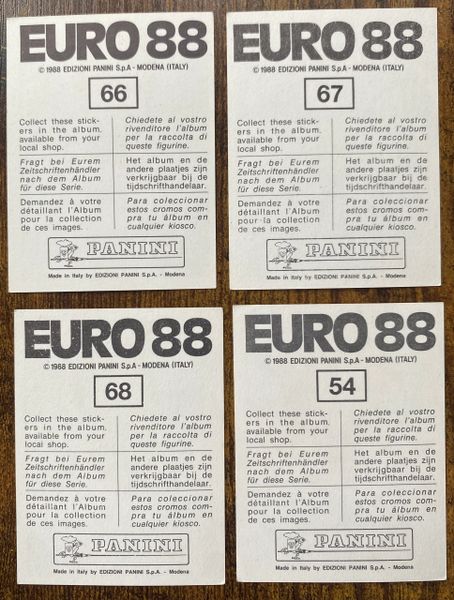 EURO 88
© 1988 EDIZIONI PANINI S.p.A - MODENA (ITALY)
66
Collect these stick-
ers in the album,
available from your
local shop.
Chiedete al vostro
rivenditore l'album
per la raccolta di
queste figurine.
Fragt bei Eurem
Zeitschriftenhändler
nach dem Album
für diese Serie.
Het album en de
andere plaatjes zijn
verkrijgbaar bij de
tijdschrifthandelaar.
Demandez à votre
détaillant l'Album
pour la collection
de ces images.
Para coleccionar
estos cromos com-
pra tu álbum en
cualquier kiosco.
PANINI
Made in Italy by EDIZIONI PANINI S.p.A. - Modena
EURO 88
© 1988 EDIZIONI PANINI S.p.A - MODENA (ITALY)
67
Collect these stick-
ers in the album,
available from your
local shop.
Chiedete al vostro
rivenditore l'album
per la raccolta di
queste figurine.
Fragt bei Eurem
Zeitschriftenhändler
nach dem Album
für diese Serie.
Het album en de
andere plaatjes zijn
verkrijgbaar bij de
tijdschrifthandelaar.
Demandez à votre
détaillant l'Album
pour la collection
de ces images.
Para coleccionar
estos cromos com-
pra tu álbum en
cualquier kiosco.
PANINI
Made in Italy by EDIZIONI PANINI S.p.A. - Modena
EURO 88
© 1988 EDIZIONI PANINI S.p.A - MODENA (ITALY)
68
Collect these stick-
ers in the album,
available from your
local shop.
Chiedete al vostro
rivenditore l'album
per la raccolta di
queste figurine.
Fragt bei Eurem
Zeitschriftenhändler
nach dem Album
für diese Serie.
Het album en de
andere plaatjes zijn
verkrijgbaar bij de
tijdschrifthandelaar.
Demandez à votre
détaillant l'Album
pour la collection
de ces images.
Para coleccionar
estos cromos com-
pra tu álbum en
cualquier kiosco.
PANINI
Made in Italy by EDIZIONI PANINI S.p.A. - Modena
EURO 88
© 1988 EDIZIONI PANINI S.p.A - MODENA (ITALY)
54
Collect these stick-
ers in the album,
available from your
local shop.
Chiedete al vostro
rivenditore l'album
per la raccolta di
queste figurine.
Fragt bei Eurem
Zeitschriftenhändler
nach dem Album
für diese Serie.
Het album en de
andere plaatjes zijn
verkrijgbaar bij de
tijdschrifthandelaar.
Demandez à votre
détaillant l'Album
pour la collection
de ces images.
Para coleccionar
estos cromos com-
pra tu álbum en
cualquier kiosco.
PANINI
Made in Italy by EDIZIONI PANINI S.p.A. - Modena